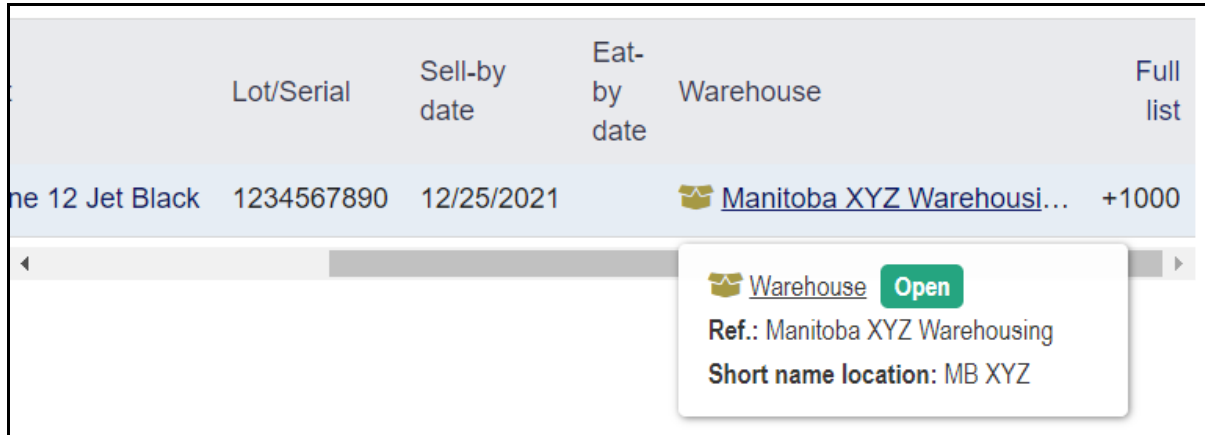 Lot/Serial Sell-by date Eat-by date Warehouse Full list
ne 12 Jet Black 1234567890 12/25/2021 Manitoba XYZ Warehousi... +1000
Warehouse Open
Ref.: Manitoba XYZ Warehousing
Short name location: MB XYZ